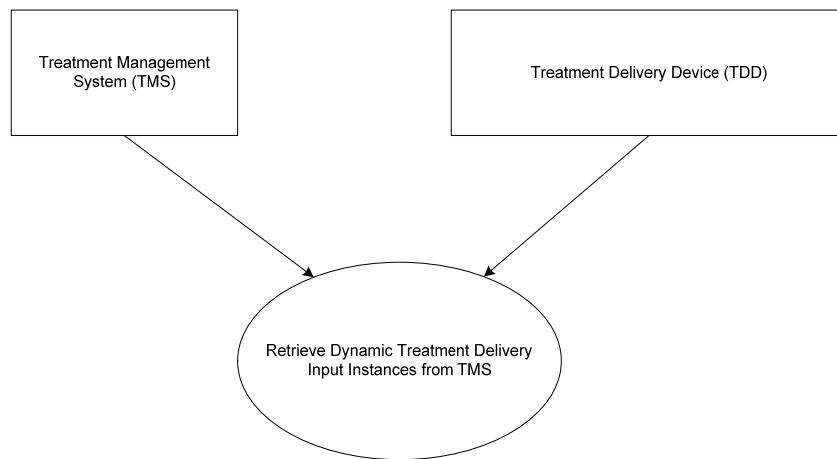 Treatment Management
System (TMS)
Treatment Delivery Device (TDD)
Retrieve Dynamic Treatment Delivery
Input Instances from TMS